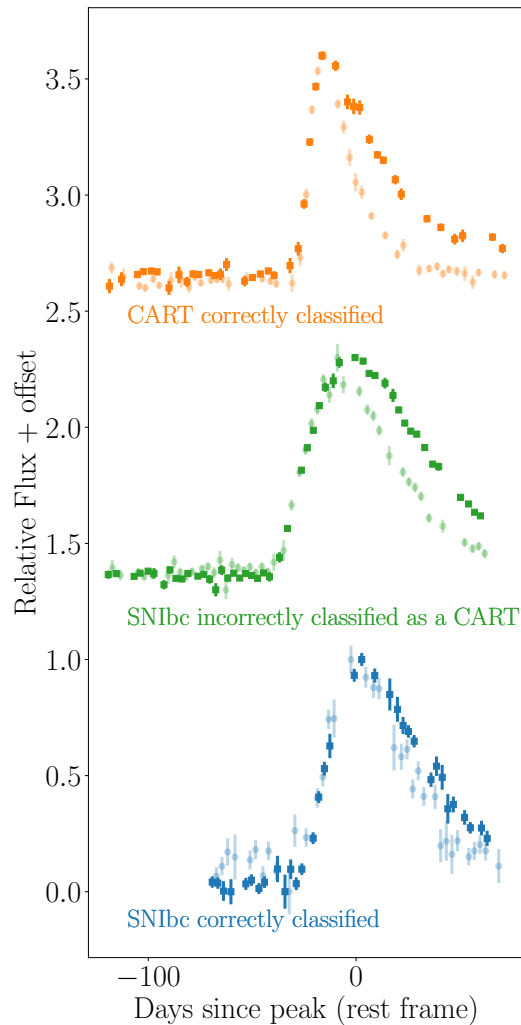 3.5
3.0
2.5
CART correctly classified
2.0
1.5
SNIbc incorrectly classified as a CART
1.0
0.5
0.0
SNIbc correctly classified
Relative Flux + offset
−100
0
Days since peak (rest frame)